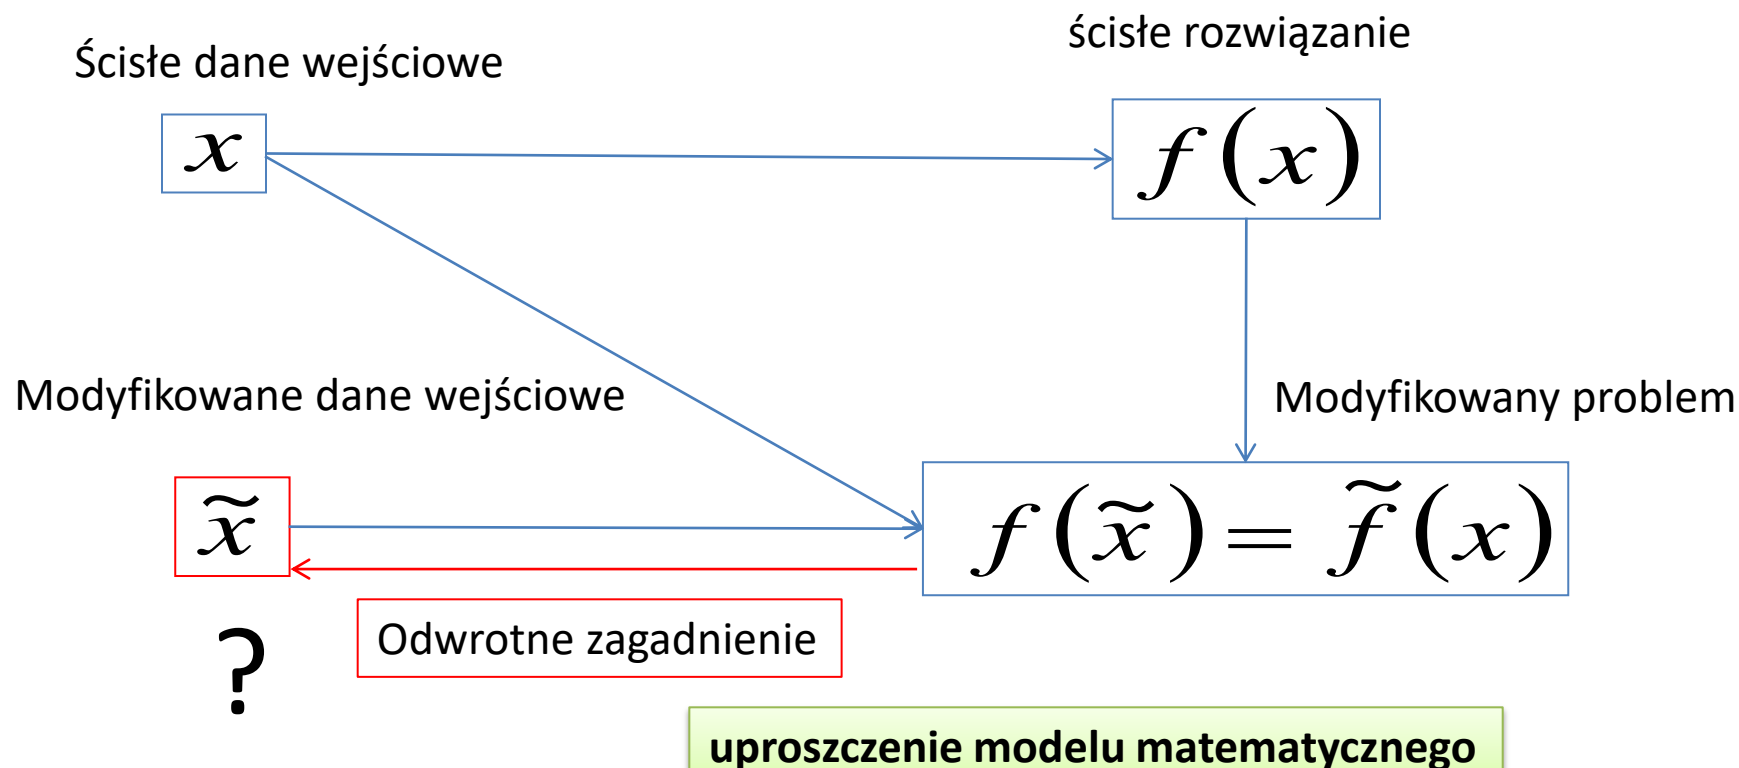 Ścisłe dane wejściowe
ścisłe rozwiązanie
x
f(x)
Modyfikowane dane wejściowe
Modyfikowany problem
x̃
f(x̃) = f̃(x)
Odwrotne zagadnienie
?
uproszczenie modelu matematycznego